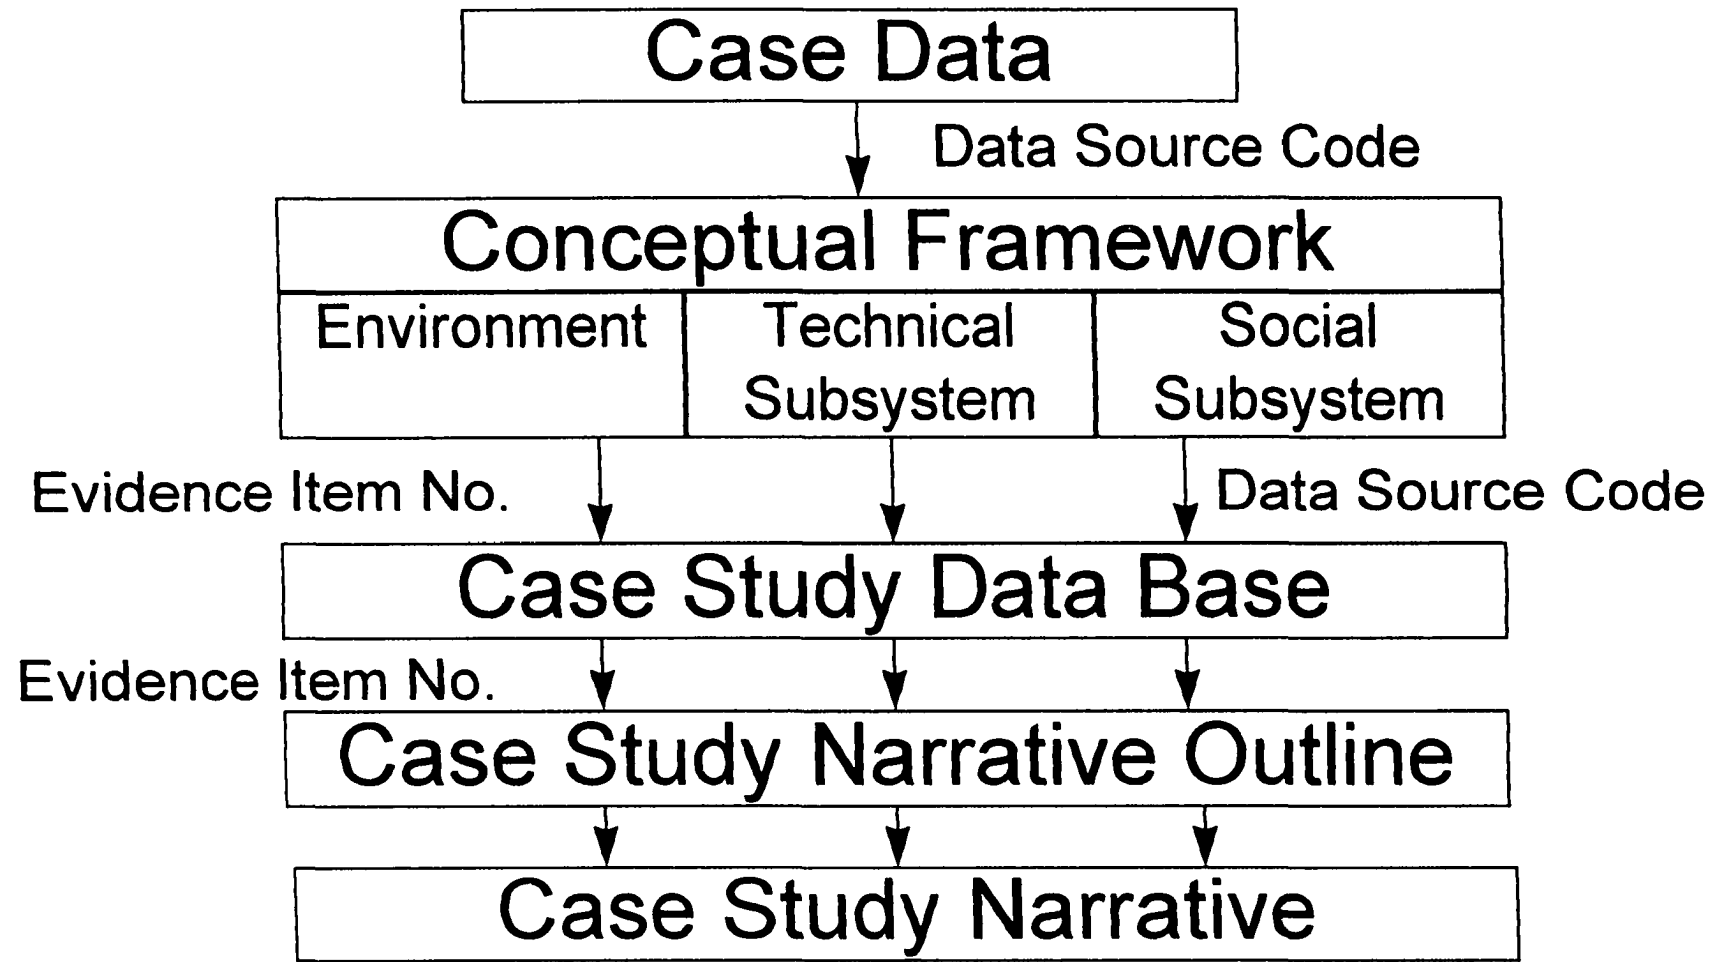 Case Data
Data Source Code
Conceptual Framework
Environment
Technical
Subsystem
Social
Subsystem
Evidence Item No.
Data Source Code
Case Study Data Base
Evidence Item No.
Case Study Narrative Outline
Case Study Narrative